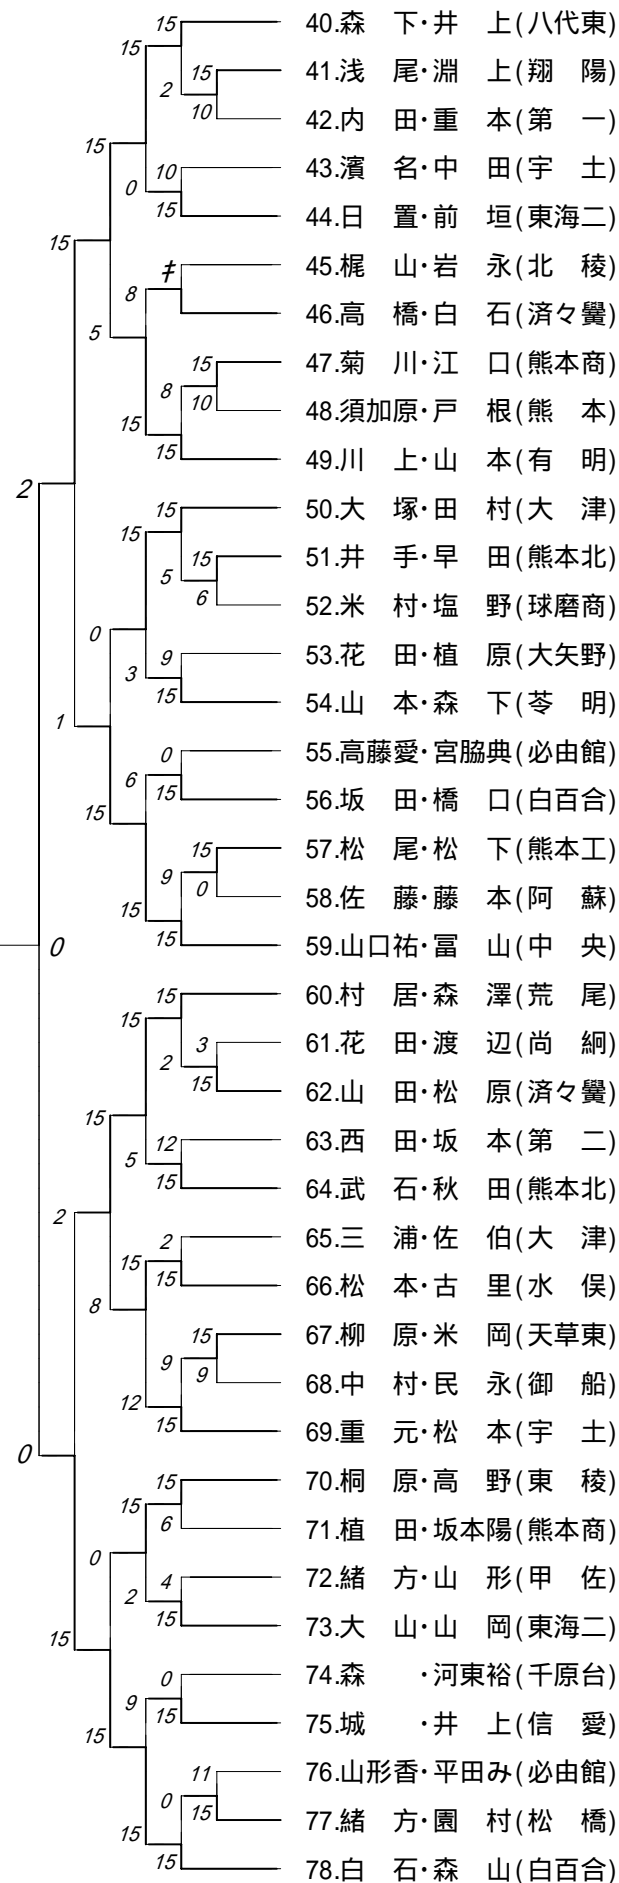 15 40.森 下・井 上(八代東)
15
15 41.浅 尾・淵 上(翔 陽)
2
10 42.内 田・重 本(第 一)
15
10 43.濱 名・中 田(宇 土)
0
15 44.日 置・前 垣(東海二)
15
‡ 45.梶 山・岩 永(北 稜)
8
46.高 橋・白 石(済々黌)
5
15 47.菊 川・江 口(熊本商)
8
10 48.須加原・戸 根(熊 本)
15
15 49.川 上・山 本(有 明)
2
15 50.大 塚・田 村(大 津)
15
15 51.井 手・早 田(熊本北)
5
6 52.米 村・塩 野(球磨商)
0
9 53.花 田・植 原(大矢野)
3
15 54.山 本・森 下(苓 明)
1
0 55.高藤愛・宮脇典(必由館)
6
15 56.坂 田・橋 口(白百合)
15
15 57.松 尾・松 下(熊本工)
9
0 58.佐 藤・藤 本(阿 蘇)
15
15 59.山口祐・冨 山(中 央)
0
15 60.村 居・森 澤(荒 尾)
15
3 61.花 田・渡 辺(尚 絅)
2
15 62.山 田・松 原(済々黌)
15
12 63.西 田・坂 本(第 二)
5
15 64.武 石・秋 田(熊本北)
2
2 65.三 浦・佐 伯(大 津)
15
15 66.松 本・古 里(水 俣)
8
15 67.柳 原・米 岡(天草東)
9
9 68.中 村・民 永(御 船)
12
15 69.重 元・松 本(宇 土)
0
15 70.桐 原・高 野(東 稜)
15
6 71.植 田・坂本陽(熊本商)
0
4 72.緒 方・山 形(甲 佐)
2
15 73.大 山・山 岡(東海二)
15
0 74.森 ・河東裕(千原台)
9
15 75.城 ・井 上(信 愛)
15
11 76.山形香・平田み(必由館)
0
15 77.緒 方・園 村(松 橋)
15
15 78.白 石・森 山(白百合)